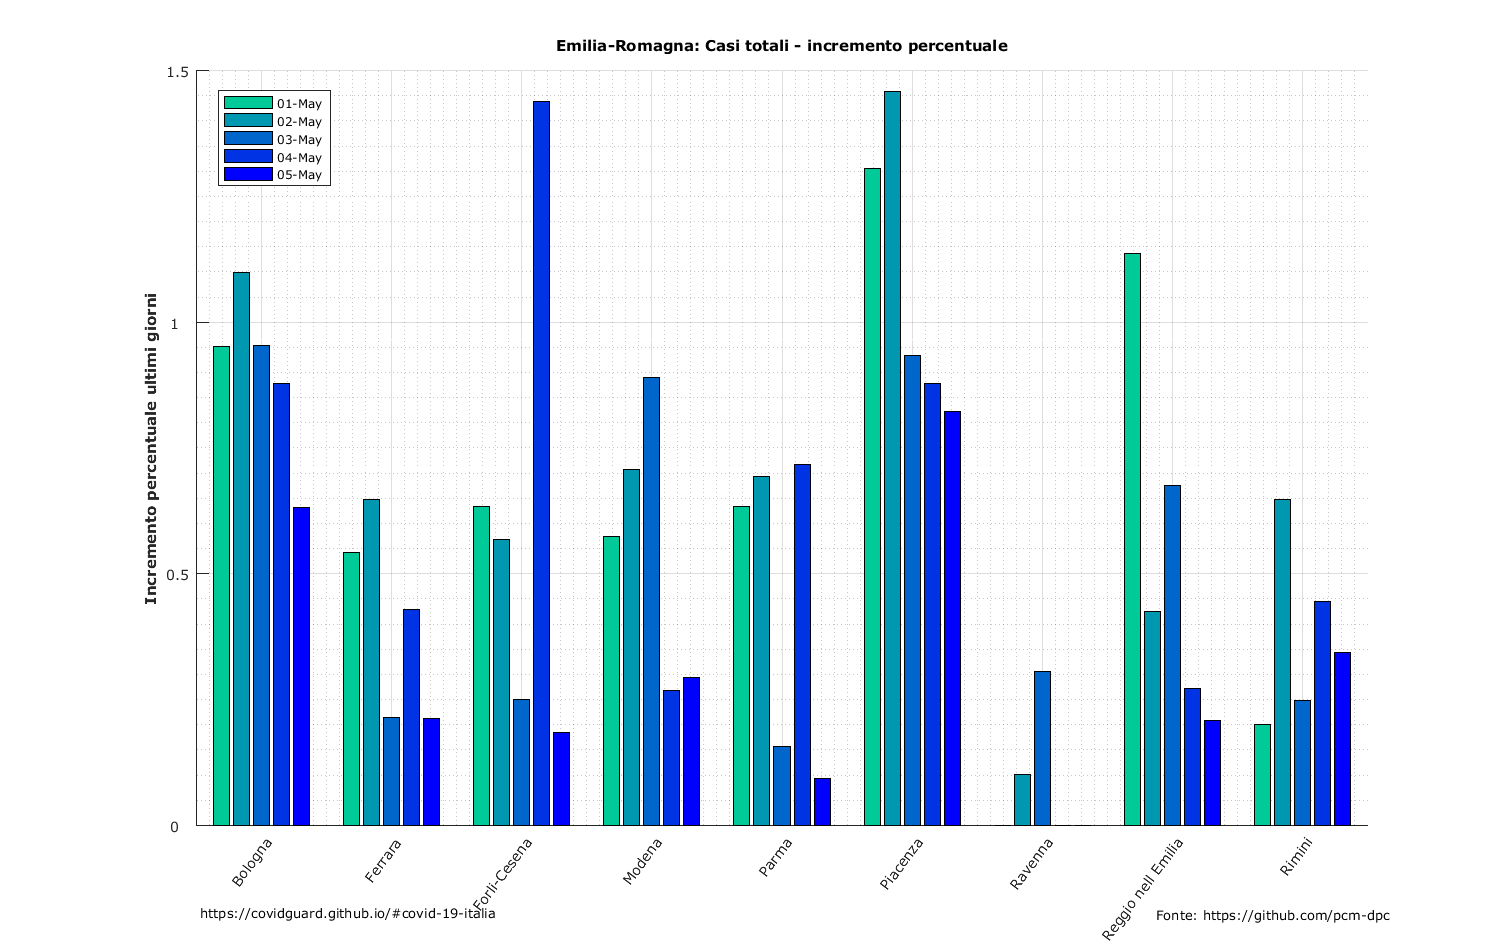 Emilia-Romagna: Casi totali - incremento percentuale
1.5
1
0.5
0
Incremento percentuale ultimi giorni
01-May
02-May
03-May
04-May
05-May
Bologna
Ferrara
Forlì-Cesena
Modena
Parma
Piacenza
Ravenna
Reggio nell Emilia
Rimini
https://covidguard.github.io/#covid-19-italia
Fonte: https://github.com/pcm-dpc